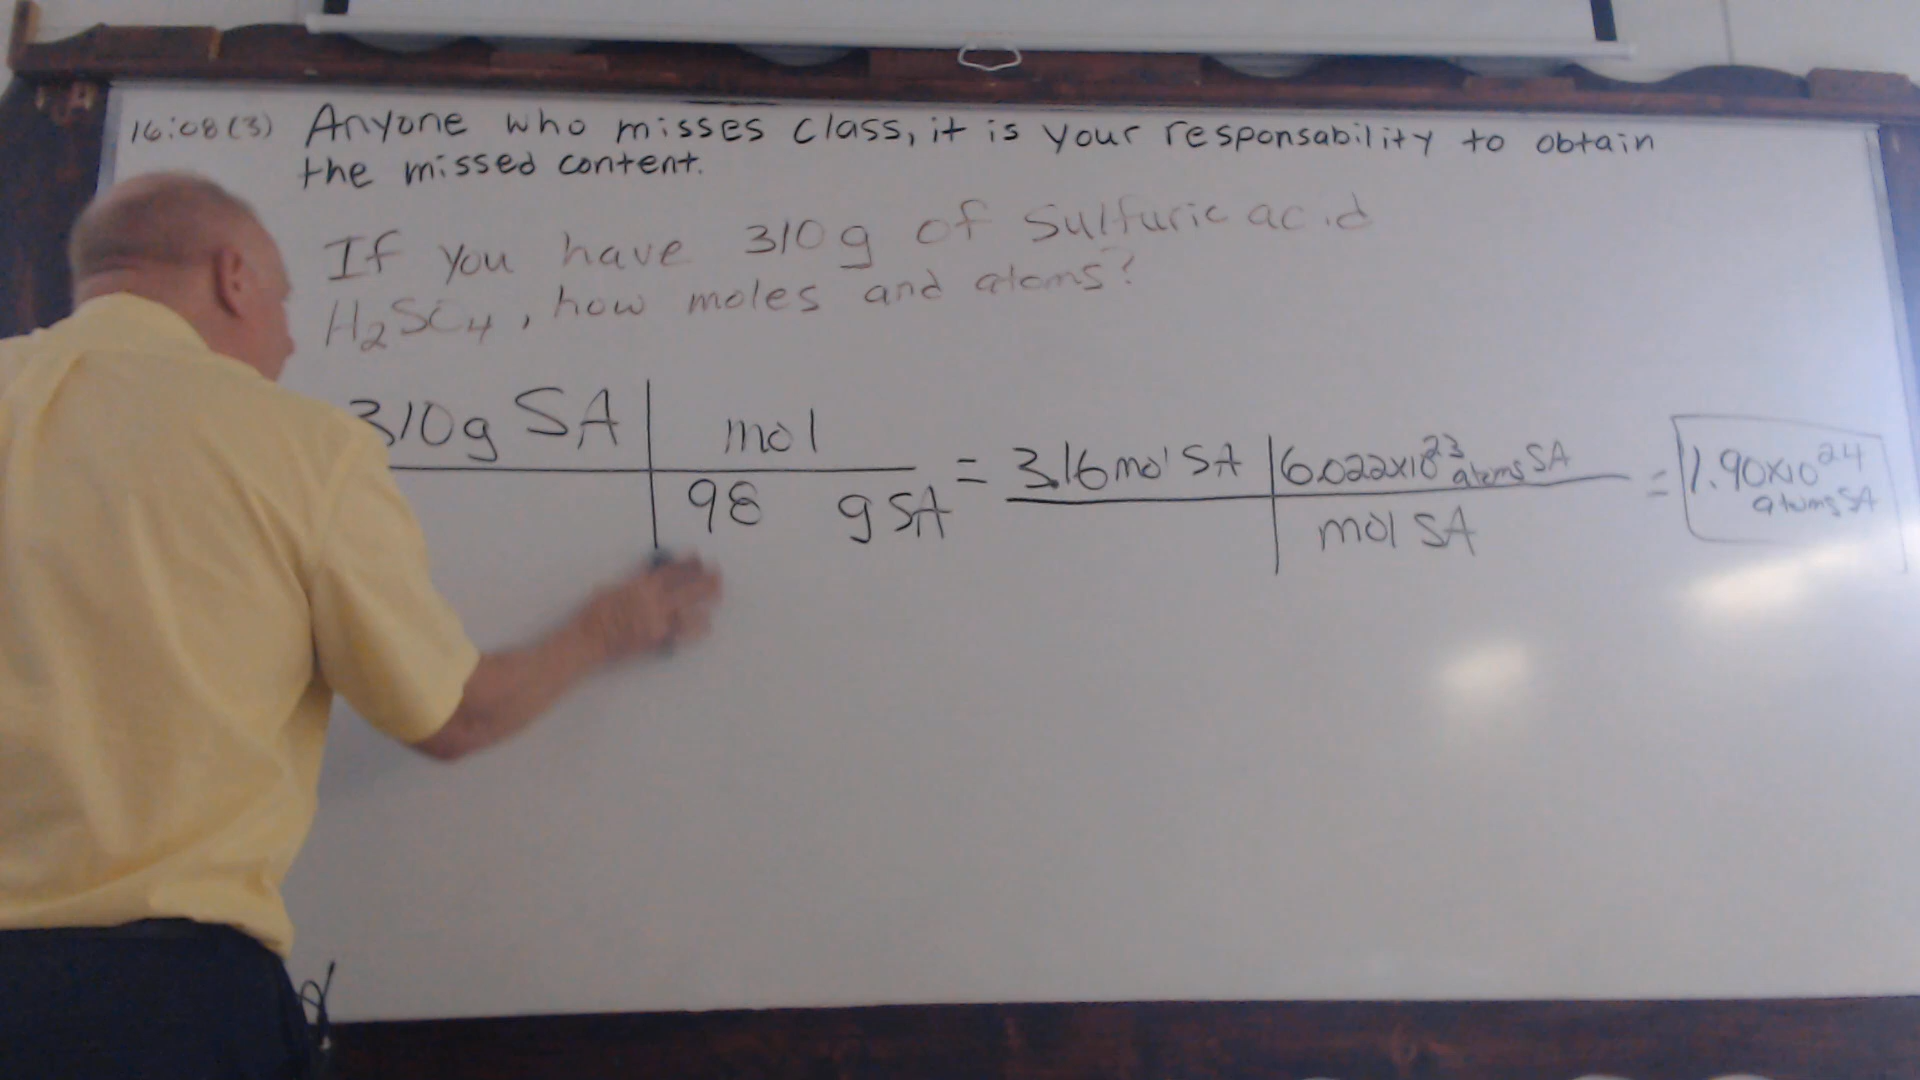 16:08(3) Anyone who misses class, it is your responsability to obtain
the missed content.
If you have 310g of Sulfuric acid
H2SO4, how moles and atoms?
310g SA | mol = 3.16 mol SA | 6.022x10^23 atoms SA = 1.90x10^24
98 g SA mol SA atoms SA